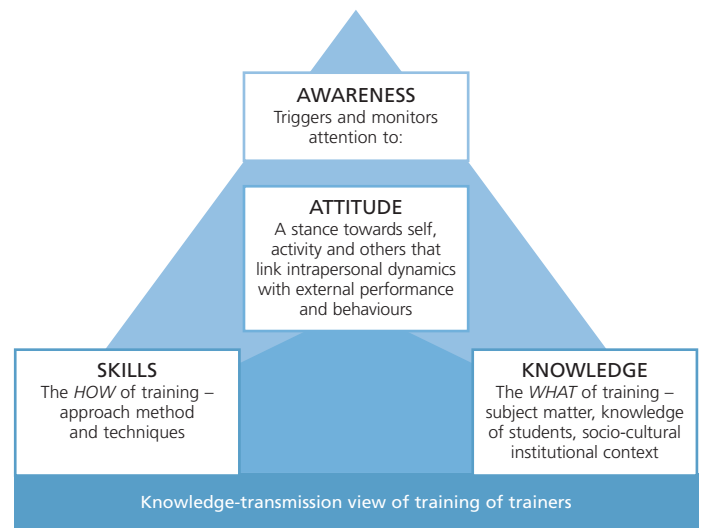 AWARENESS
Triggers and monitors
attention to:
ATTITUDE
A stance towards self,
activity and others that
link intrapersonal dynamics
with external performance
and behaviours
SKILLS
The HOW of training –
approach method
and techniques
KNOWLEDGE
The WHAT of training –
subject matter, knowledge
of students, socio-cultural
institutional context
Knowledge-transmission view of training of trainers